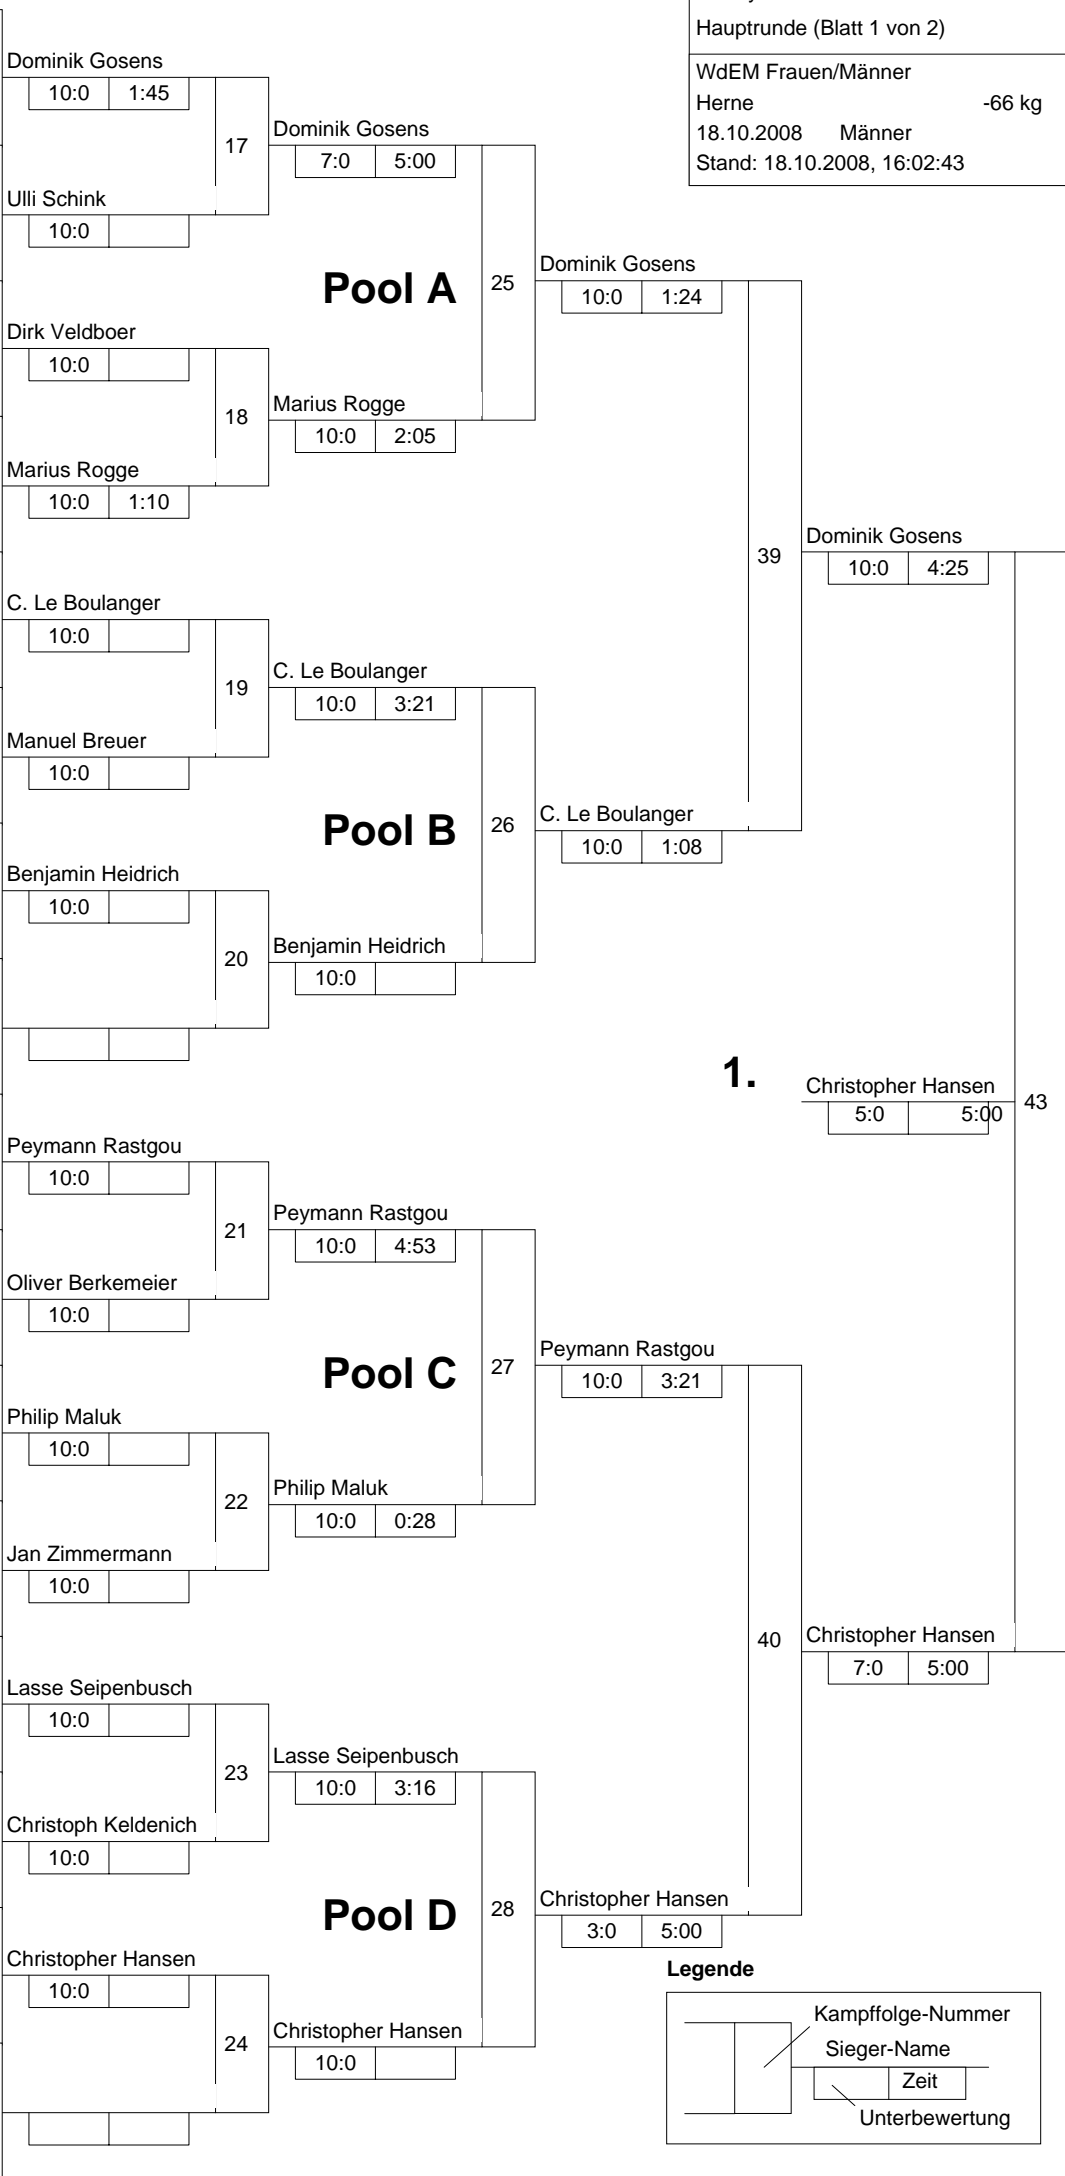 Hauptrunde (Blatt 1 von 2)
WdEM Frauen/Männer
Herne -66 kg
18.10.2008 Männer
Stand: 18.10.2008, 16:02:43
Dominik Gosens
10:0 1:45
17
Ulli Schink
10:0
Dominik Gosens
7:0 5:00
Pool A
25
Dirk Veldboer
10:0
18
Marius Rogge
10:0 1:10
Marius Rogge
10:0 2:05
Dominik Gosens
10:0 1:24
39
C. Le Boulanger
10:0
19
Manuel Breuer
10:0
C. Le Boulanger
10:0 3:21
Pool B
26
Benjamin Heidrich
10:0
20
Benjamin Heidrich
10:0
C. Le Boulanger
10:0 1:08
Dominik Gosens
10:0 4:25
1.
Christopher Hansen
5:0 5:00
43
Peymann Rastgou
10:0
21
Oliver Berkemeier
10:0
Peymann Rastgou
10:0 4:53
Pool C
27
Philip Maluk
10:0
22
Jan Zimmermann
10:0
Philip Maluk
10:0 0:28
Peymann Rastgou
10:0 3:21
40
Lasse Seipenbusch
10:0
23
Christoph Keldenich
10:0
Lasse Seipenbusch
10:0 3:16
Pool D
28
Christopher Hansen
10:0
24
Christopher Hansen
10:0
Christopher Hansen
3:0 5:00
Christopher Hansen
7:0 5:00
Legende
Kampffolge-Nummer
Sieger-Name
Zeit
Unterbewertung